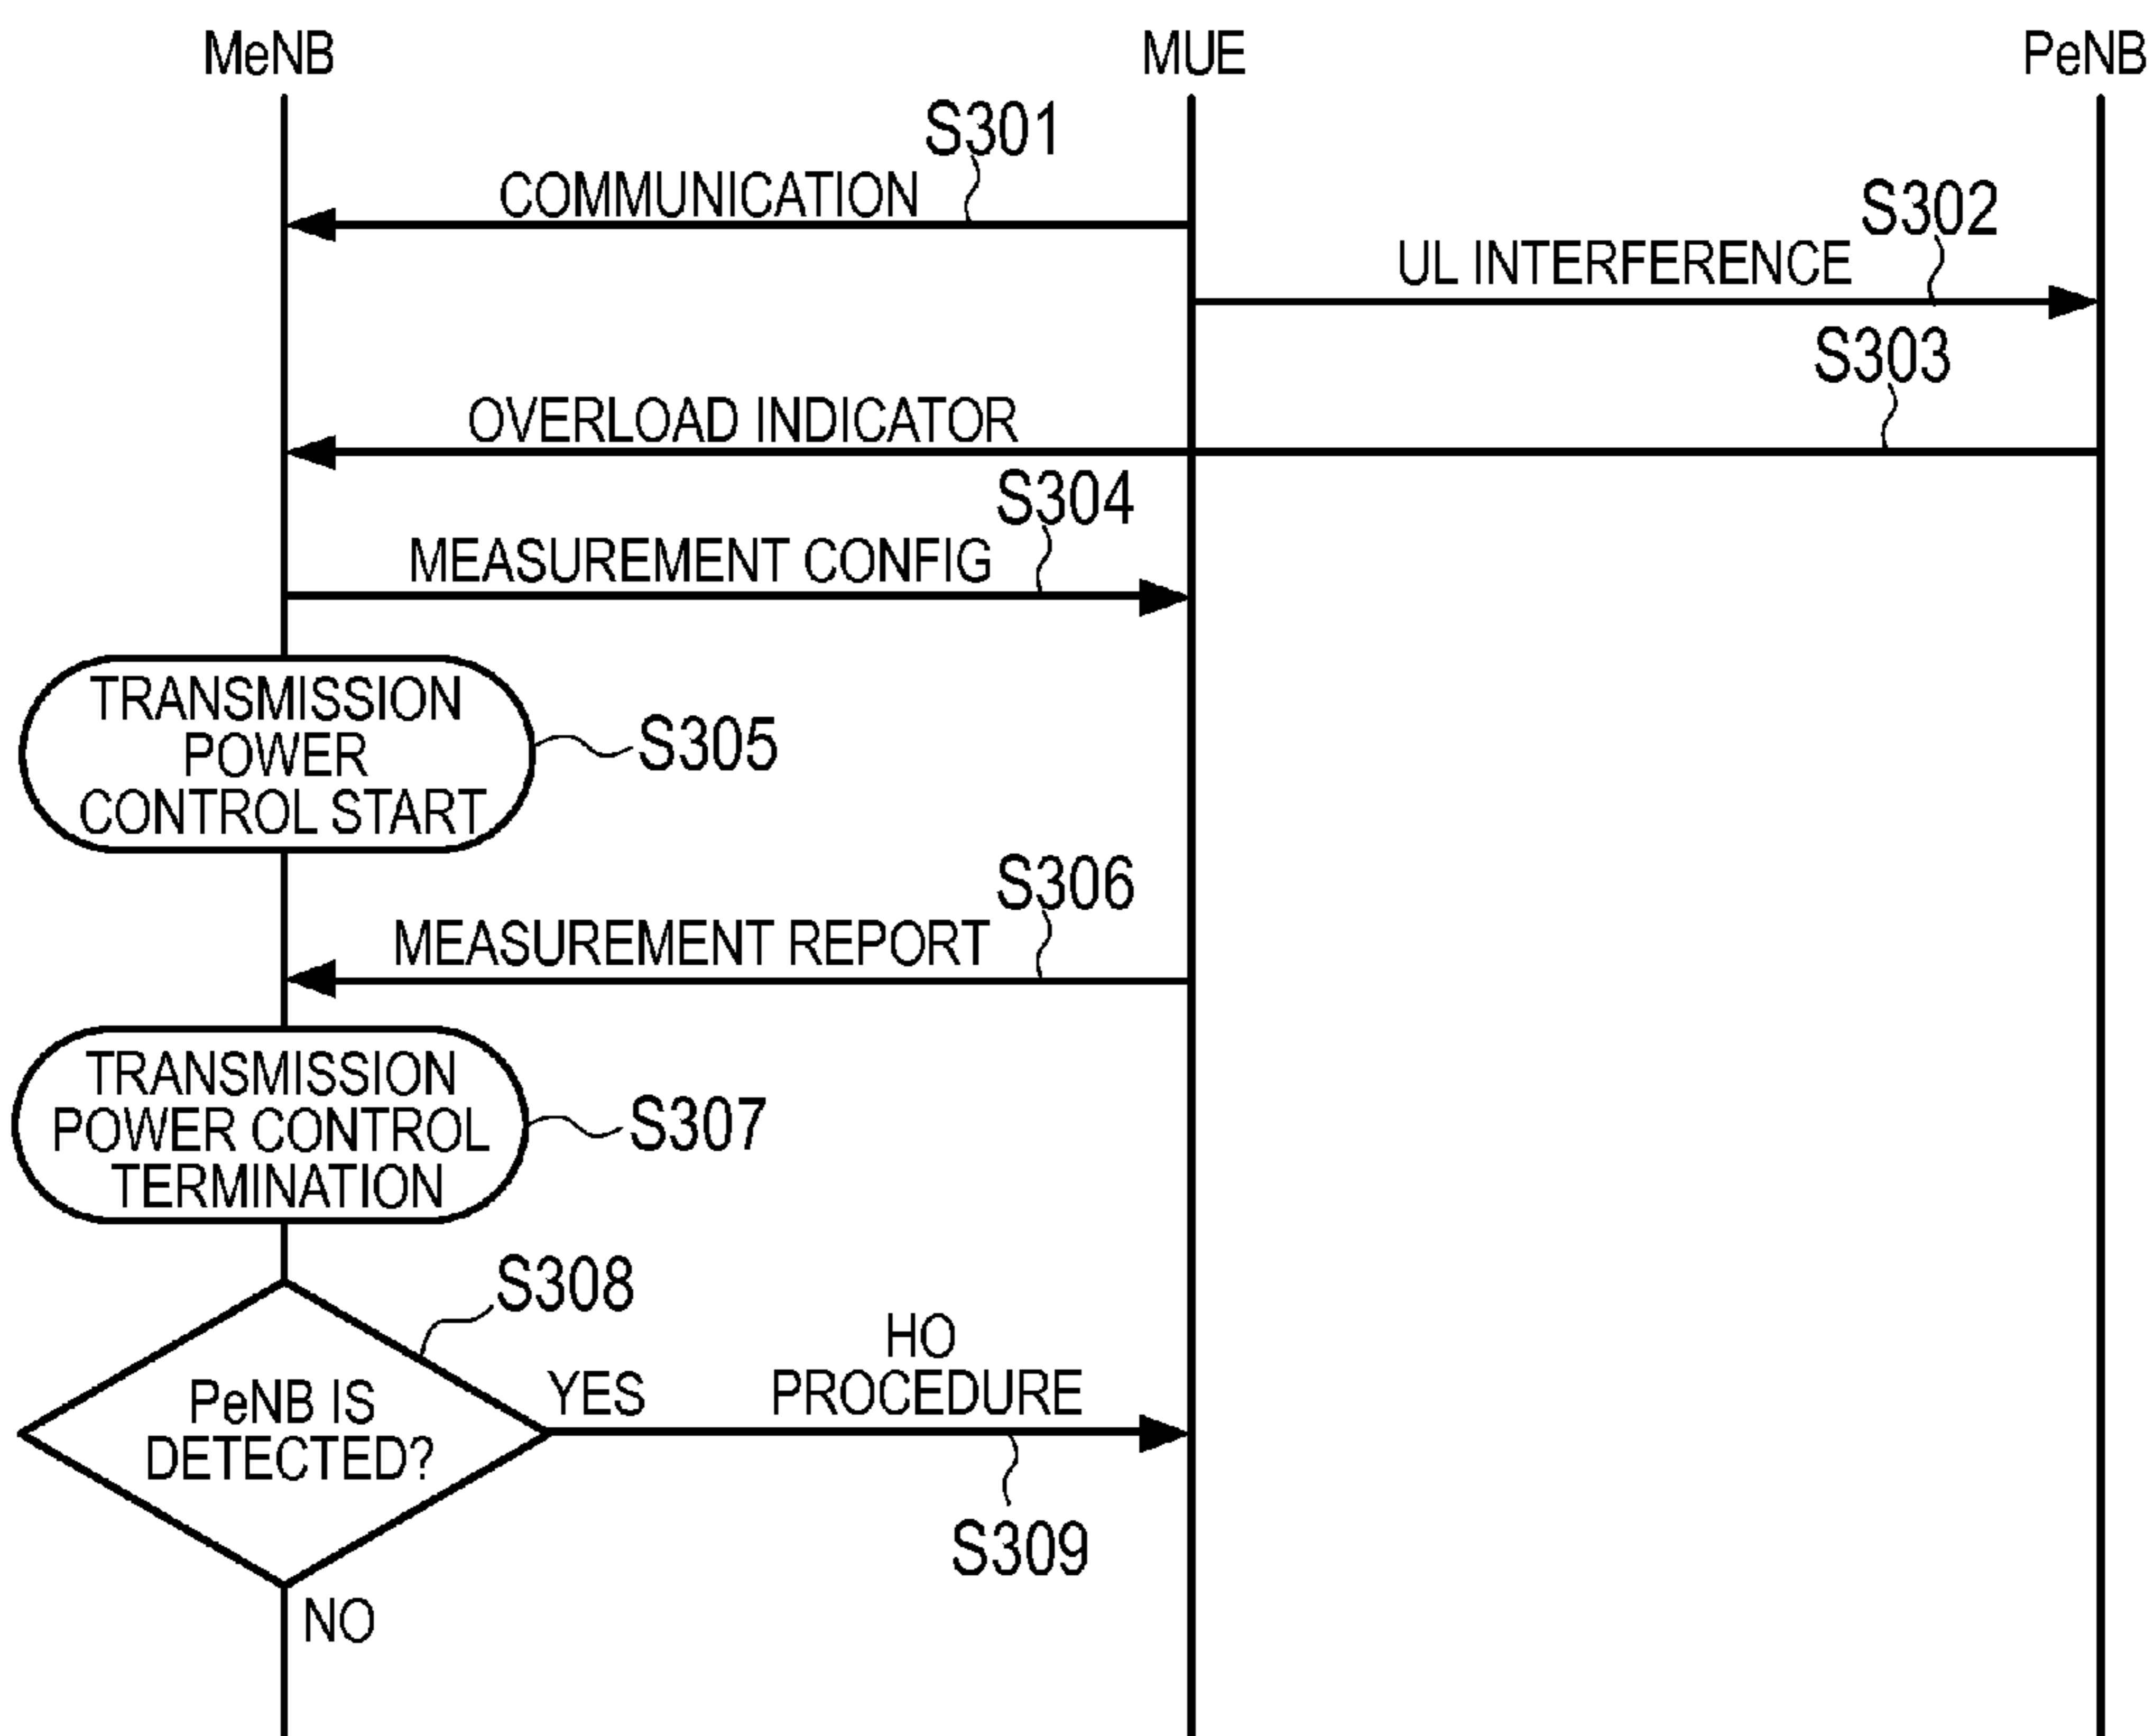 MeNB
MUE
PeNB
S301
COMMUNICATION
S302
UL INTERFERENCE
S303
OVERLOAD INDICATOR
S304
MEASUREMENT CONFIG
TRANSMISSION
POWER
CONTROL START
S305
S306
MEASUREMENT REPORT
TRANSMISSION
POWER CONTROL
TERMINATION
S307
S308
PeNB IS
DETECTED?
YES
HO
PROCEDURE
S309
NO